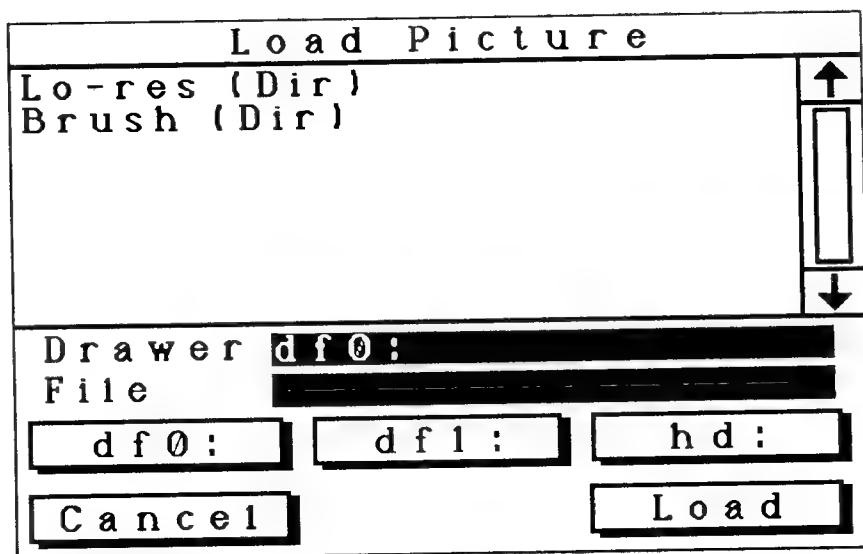 Load Picture
Lo-res (Dir)
Brush (Dir)
Drawer df0:
File
df0: df1: hd:
Cancel Load